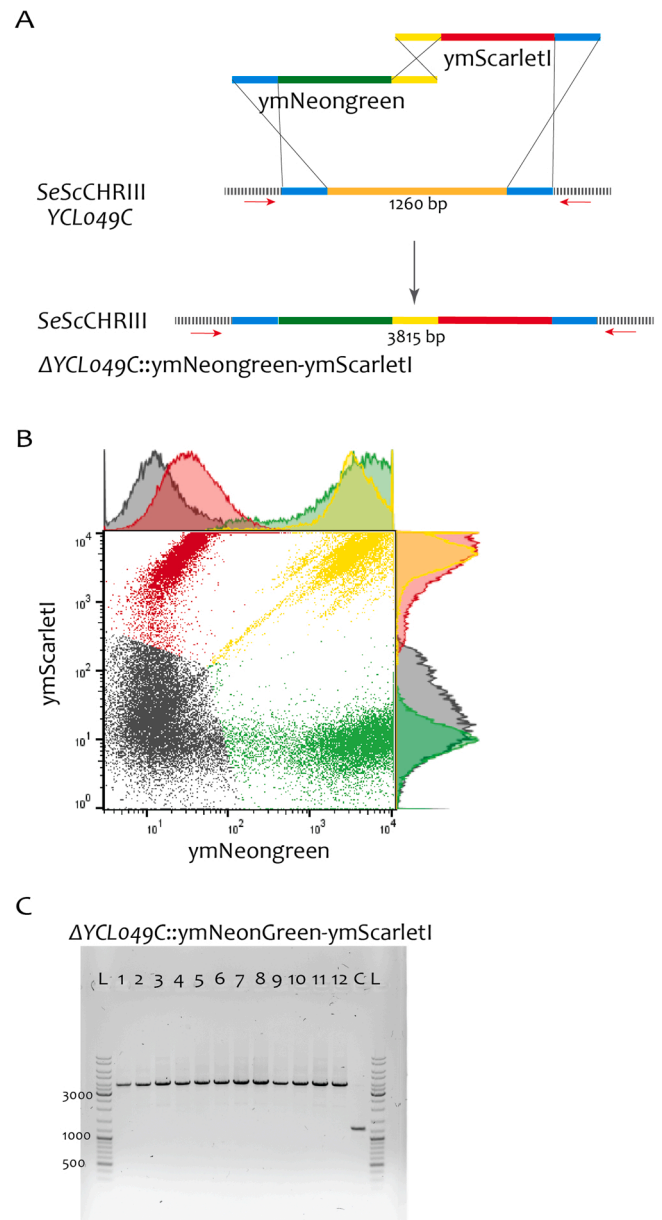 A
ymScarletI
ymNeongreen
SeScCHRIII
YCL049C
1260 bp
SeScCHRIII
3815 bp
ΔYCL049C::ymNeongreen-ymScarletI
B
10⁴
10³
10²
10¹
10⁰
ymScarletI
10¹ 10² 10³ 10⁴
ymNeongreen
C
ΔYCL049C::ymNeonGreen-ymScarletI
L 1 2 3 4 5 6 7 8 9 10 11 12 C L
3000
1000
500